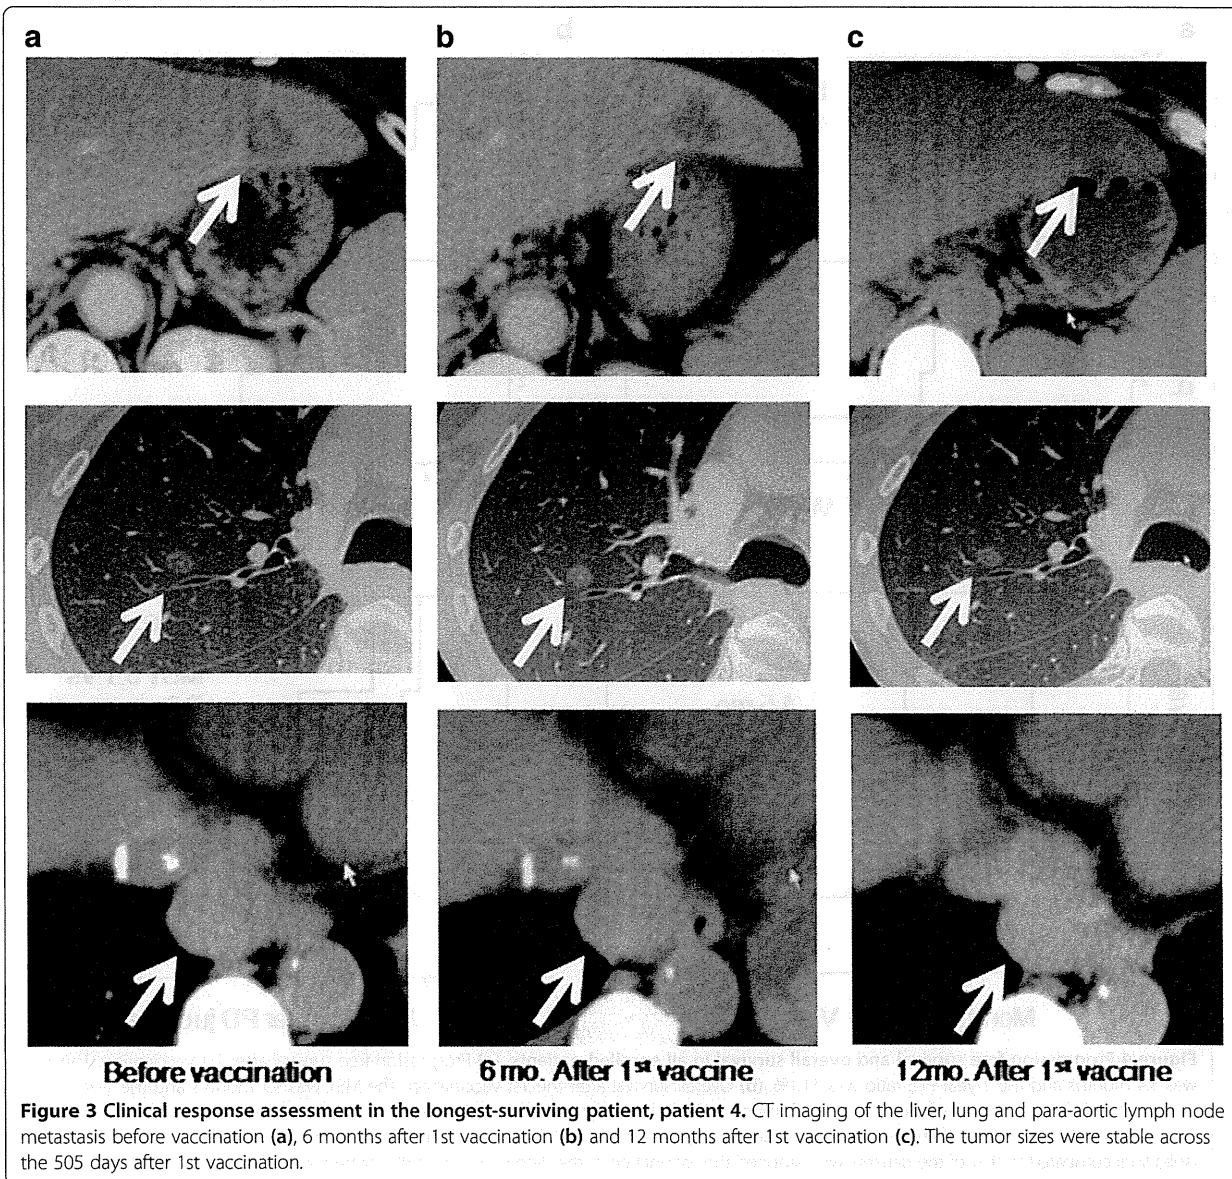 a
b
c
Before vaccination
6 mo. After 1st vaccine
12mo. After 1st vaccine
Figure 3 Clinical response assessment in the longest-surviving patient, patient 4. CT imaging of the liver, lung and para-aortic lymph node
metastasis before vaccination (a), 6 months after 1st vaccination (b) and 12 months after 1st vaccination (c). The tumor sizes were stable across
the 505 days after 1st vaccination.